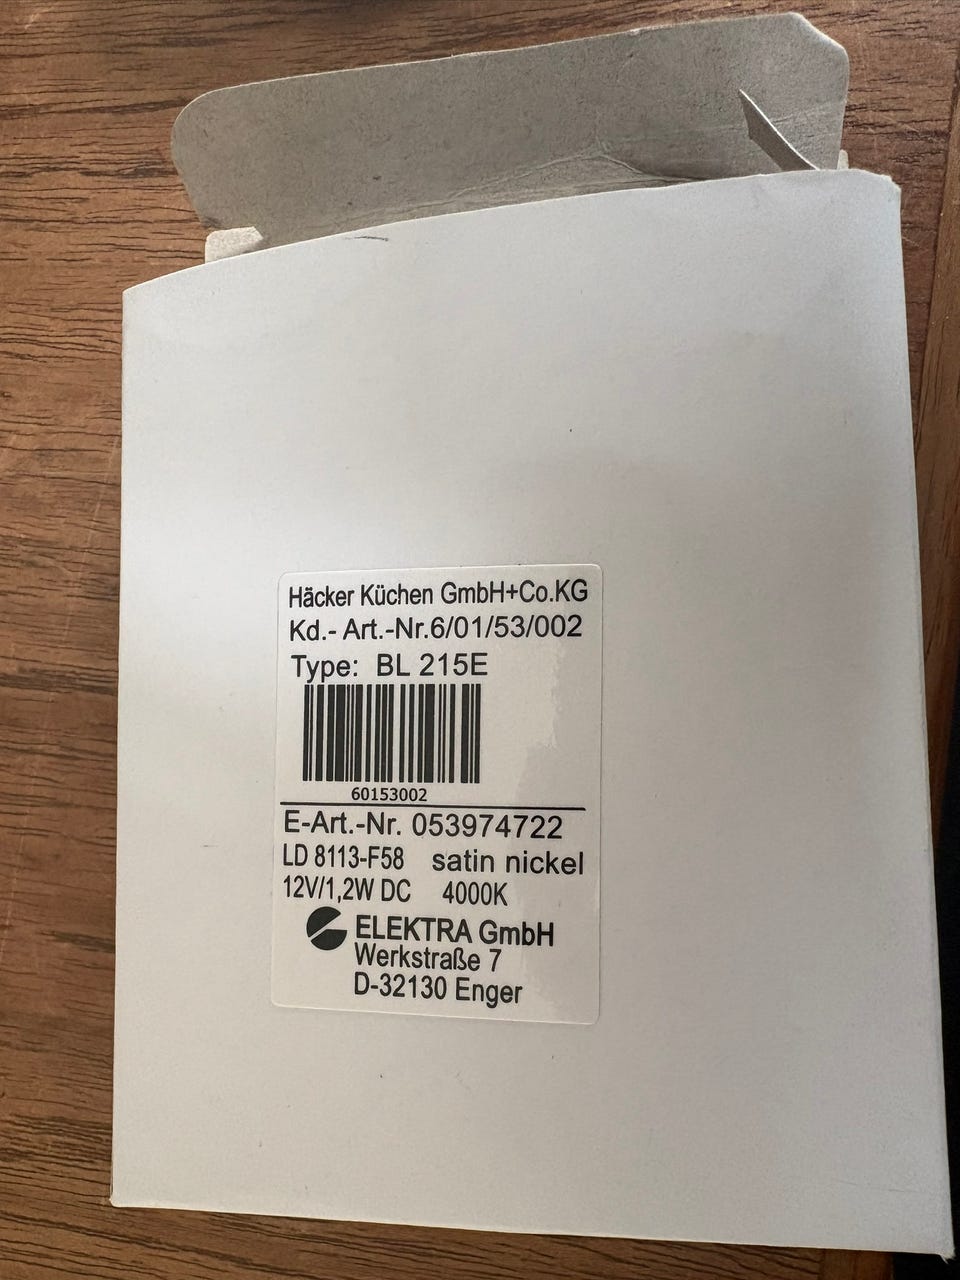 Häcker Küchen GmbH+Co.KG
Kd.- Art.-Nr.6/01/53/002
Type: BL 215E
60153002
E-Art.-Nr. 053974722
LD 8113-F58 satin nickel
12V/1,2W DC 4000K
ELEKTRA GmbH
Werkstraße 7
D-32130 Enger